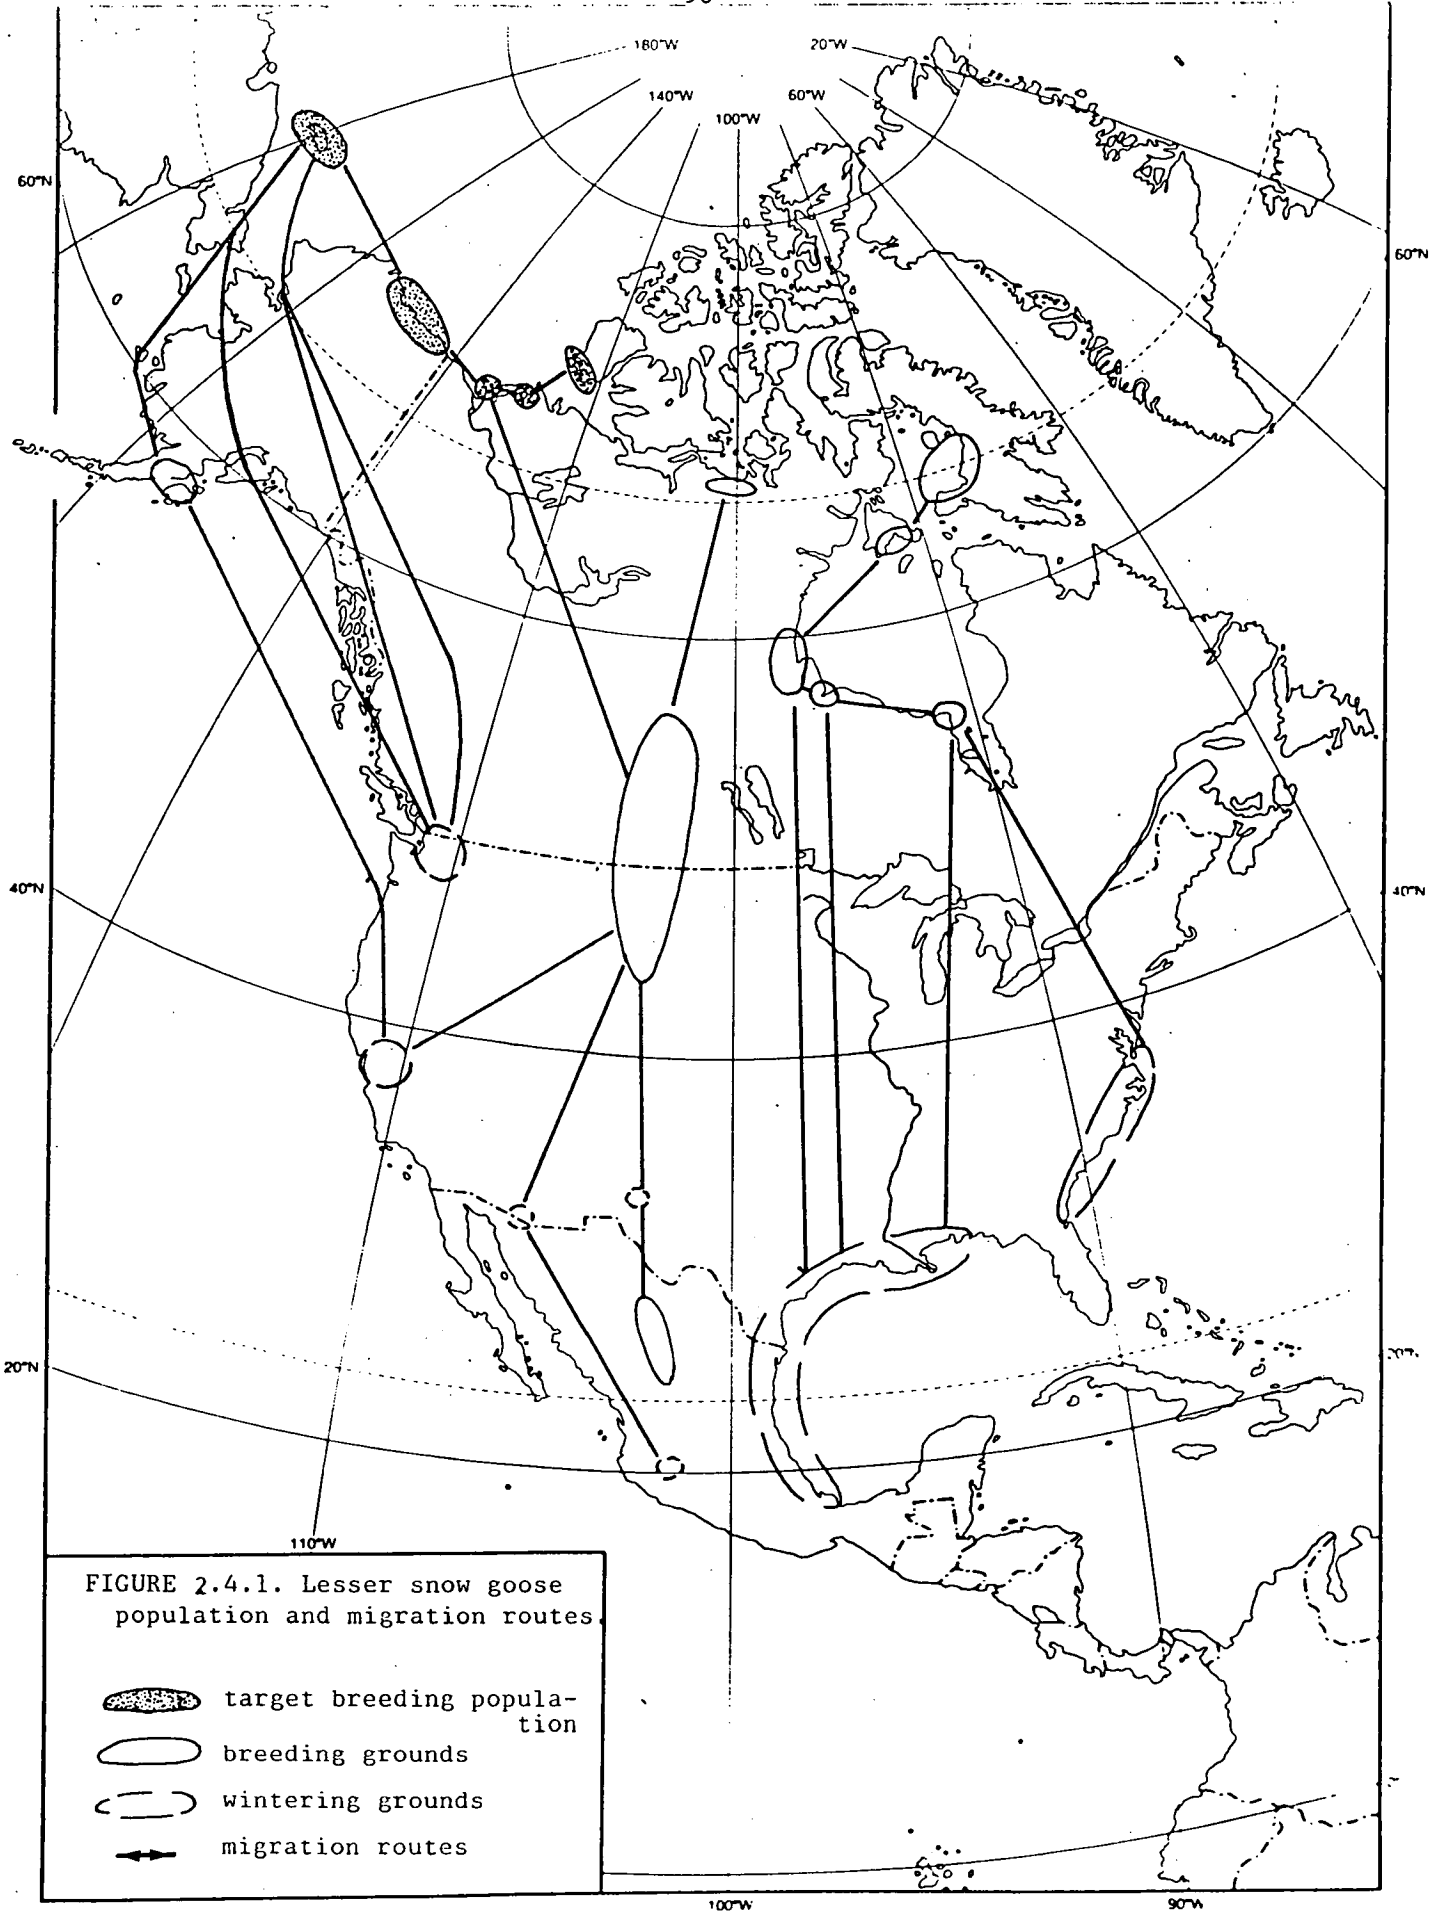 180°W
20°W
140°W
60°W
100°W
60°N
60°N
40°N
40°N
20°N
110°W
FIGURE 2.4.1. Lesser snow goose
population and migration routes.
target breeding popula-
tion
breeding grounds
wintering grounds
migration routes
100°W
90°W